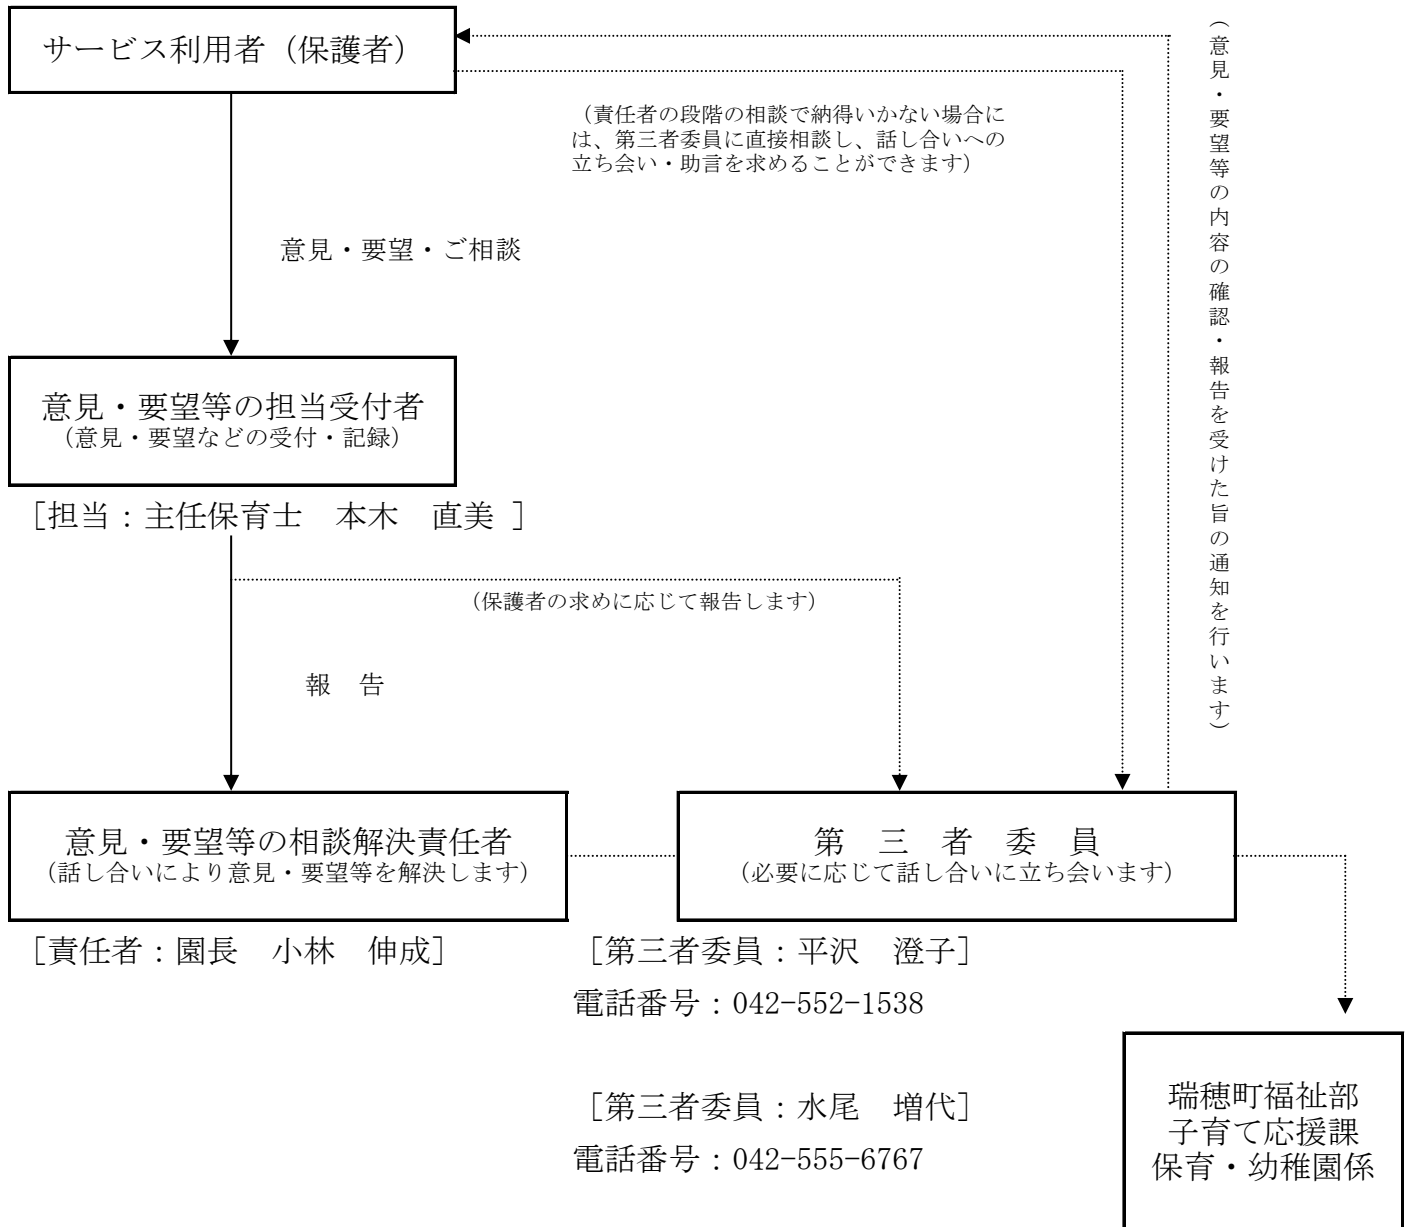 サービス利用者（保護者）
（意見・要望等の内容の確認・報告を受けた旨の通知を行います）
（責任者の段階の相談で納得いかない場合に
は、第三者委員に直接相談し、話し合いへの
立ち会い・助言を求めることができます）
意見・要望・ご相談
意見・要望等の担当受付者
（意見・要望などの受付・記録）
［担当：主任保育士　本木　直美 ］
（保護者の求めに応じて報告します）
報　告
意見・要望等の相談解決責任者
（話し合いにより意見・要望等を解決します）
第　三　者　委　員
（必要に応じて話し合いに立ち会います）
［責任者：園長　小林　伸成］
［第三者委員：平沢　澄子］
電話番号：042-552-1538
［第三者委員：水尾　増代］
電話番号：042-555-6767
瑞穂町福祉部
子育て応援課
保育・幼稚園係